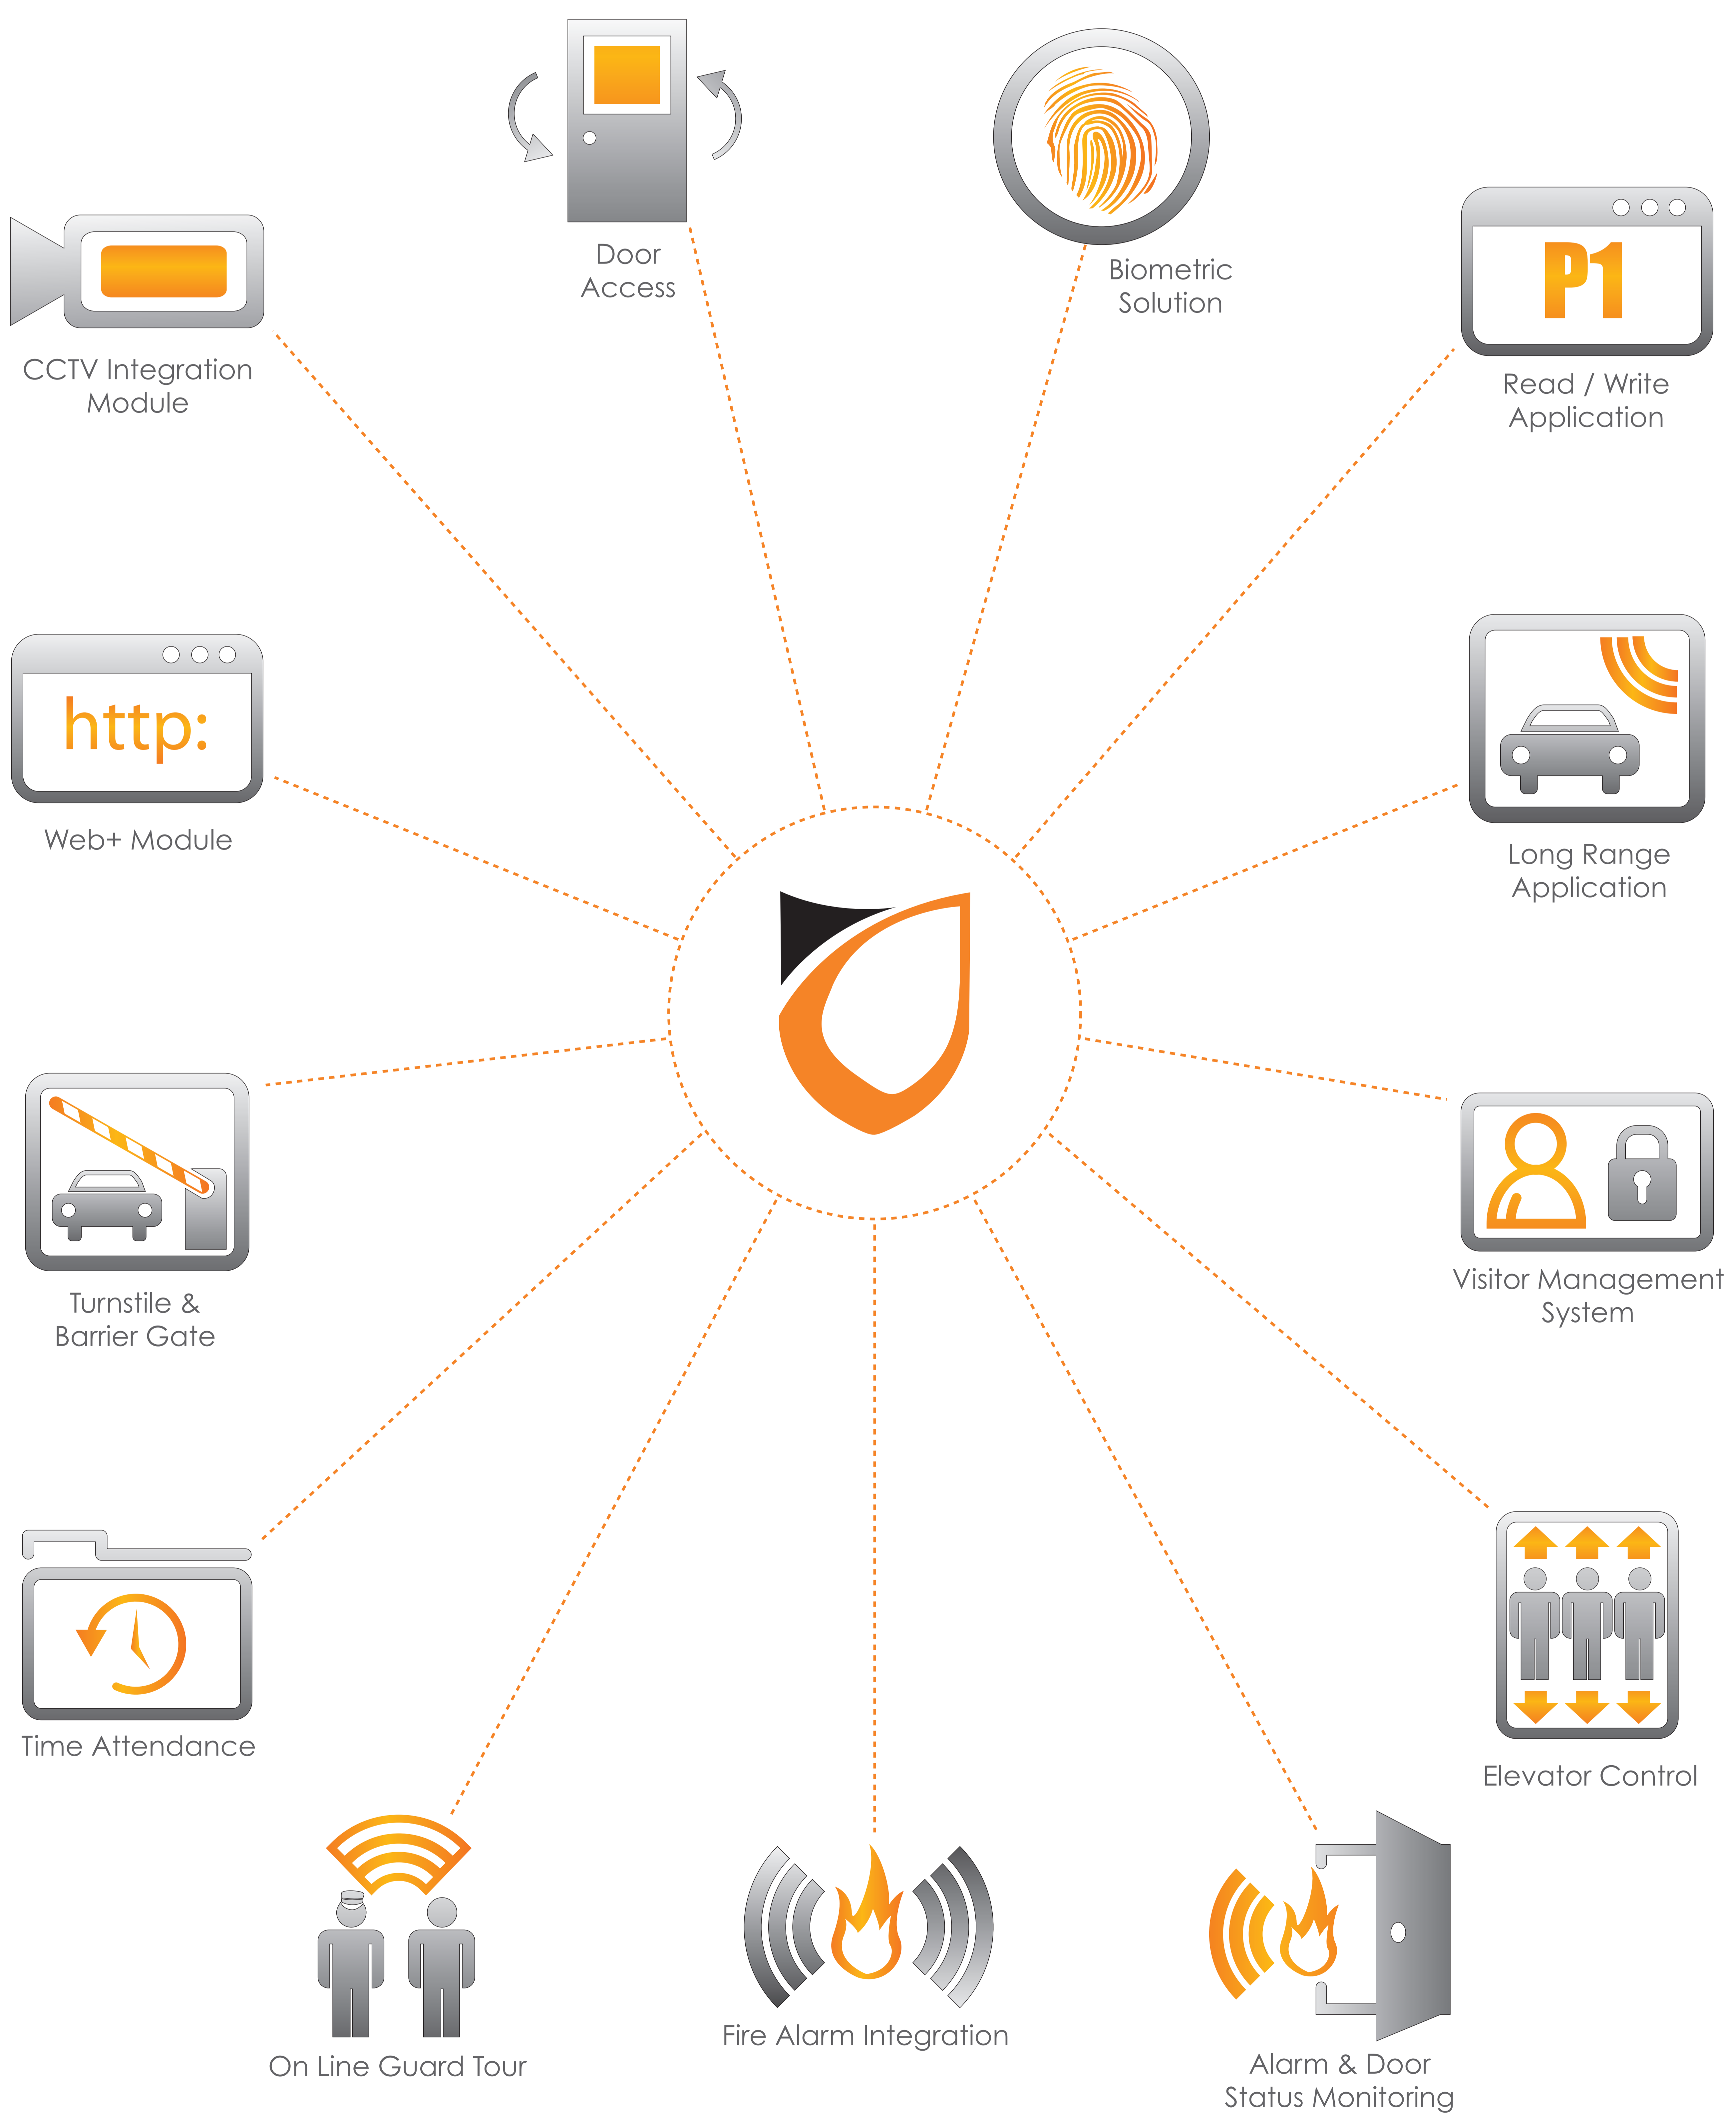 Door
Access
Biometric
Solution
P1
Read / Write
Application
CCTV Integration
Module
http:
Web+ Module
Long Range
Application
Turnstile &
Barrier Gate
Visitor Management
System
Time Attendance
Elevator Control
On Line Guard Tour
Fire Alarm Integration
Alarm & Door
Status Monitoring